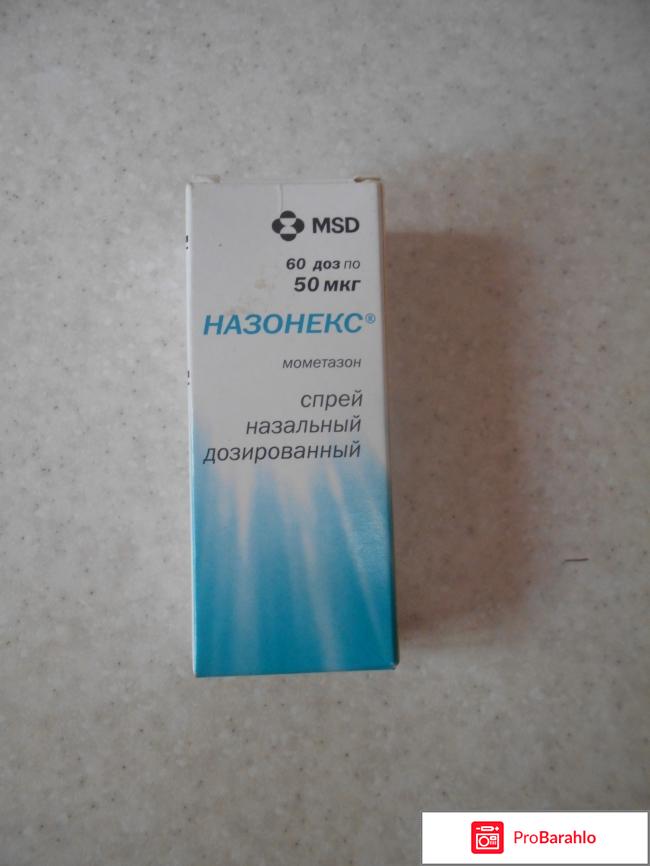 MSD
60 доз по
50 мкг
НАЗОНЕКС®
мометазон
спрей
назальный
дозированный
ProBarahlo